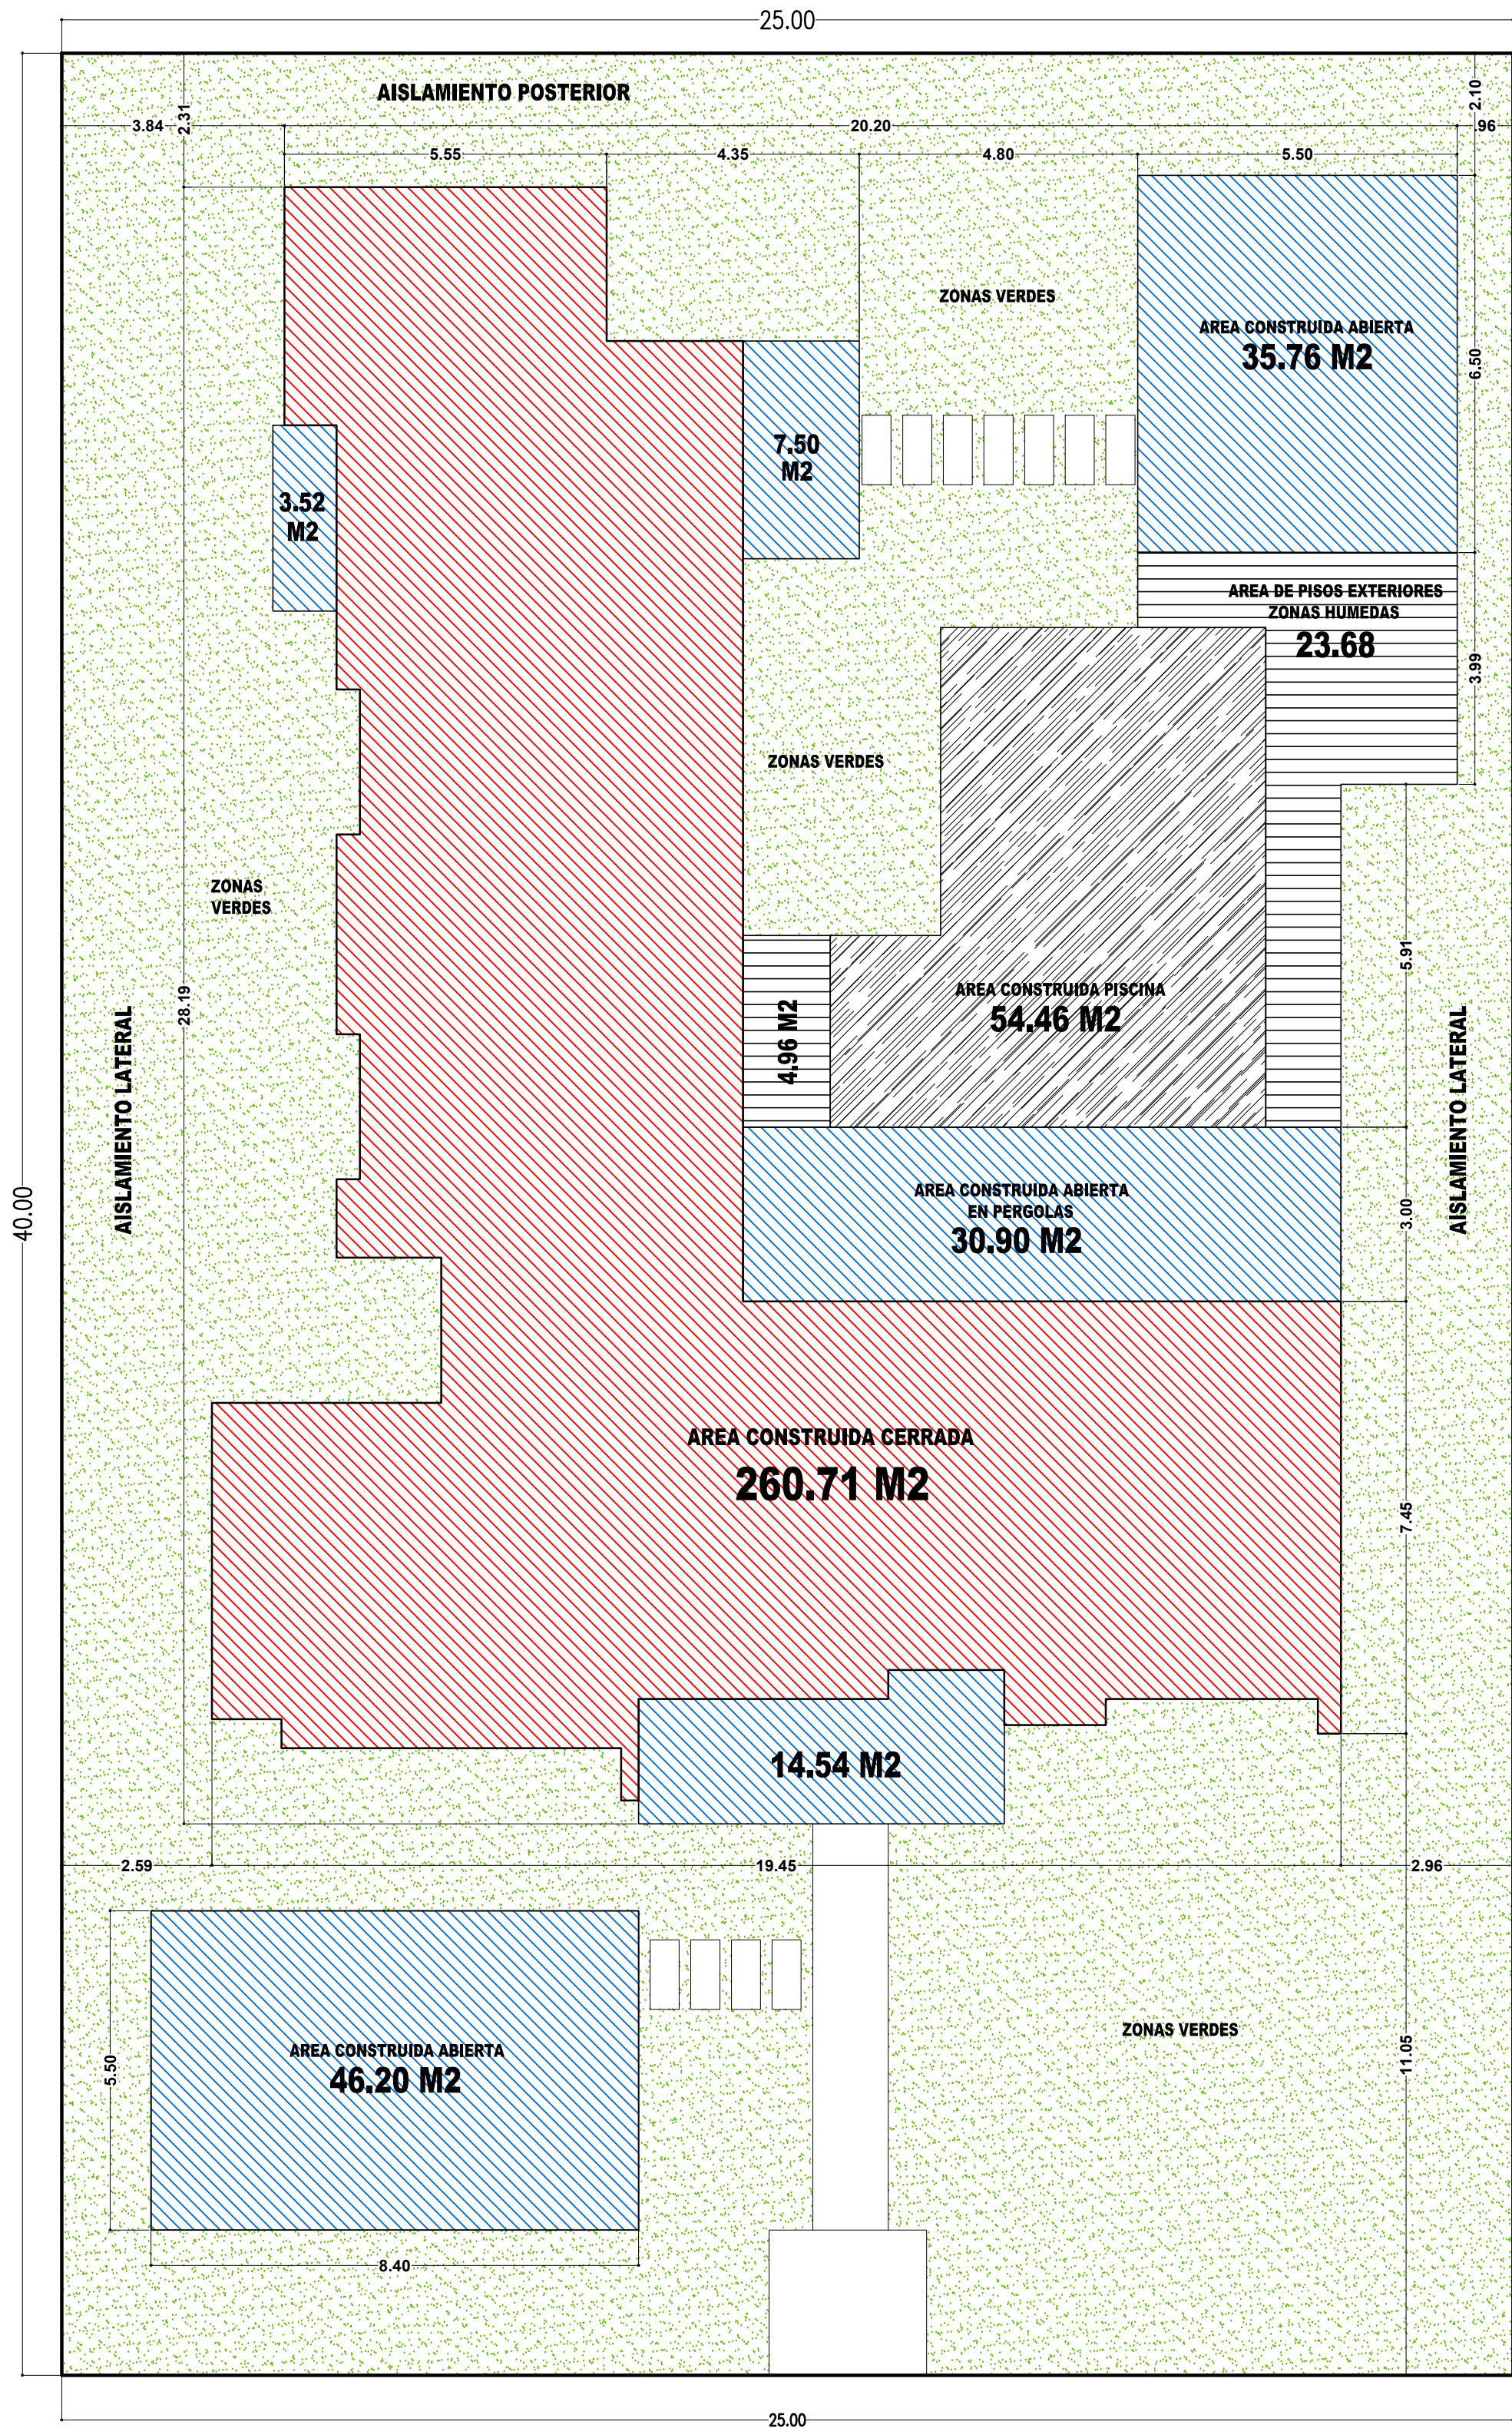 25.00
AISLAMIENTO POSTERIOR
2.31
2.10
3.84
20.20
.96
5.55
4.35
4.80
5.50
ZONAS VERDES
AREA CONSTRUIDA ABIERTA
35.76 M2
6.50
7.50
M2
3.52
M2
AREA DE PISOS EXTERIORES
ZONAS HUMEDAS
23.68
3.99
ZONAS VERDES
ZONAS
VERDES
5.91
28.19
AREA CONSTRUIDA PISCINA
54.46 M2
4.96 M2
AISLAMIENTO LATERAL
AISLAMIENTO LATERAL
40.00
AREA CONSTRUIDA ABIERTA
EN PERGOLAS
30.90 M2
3.00
AREA CONSTRUIDA CERRADA
260.71 M2
7.45
14.54 M2
2.59
19.45
2.96
AREA CONSTRUIDA ABIERTA
46.20 M2
5.50
ZONAS VERDES
11.05
8.40
25.00